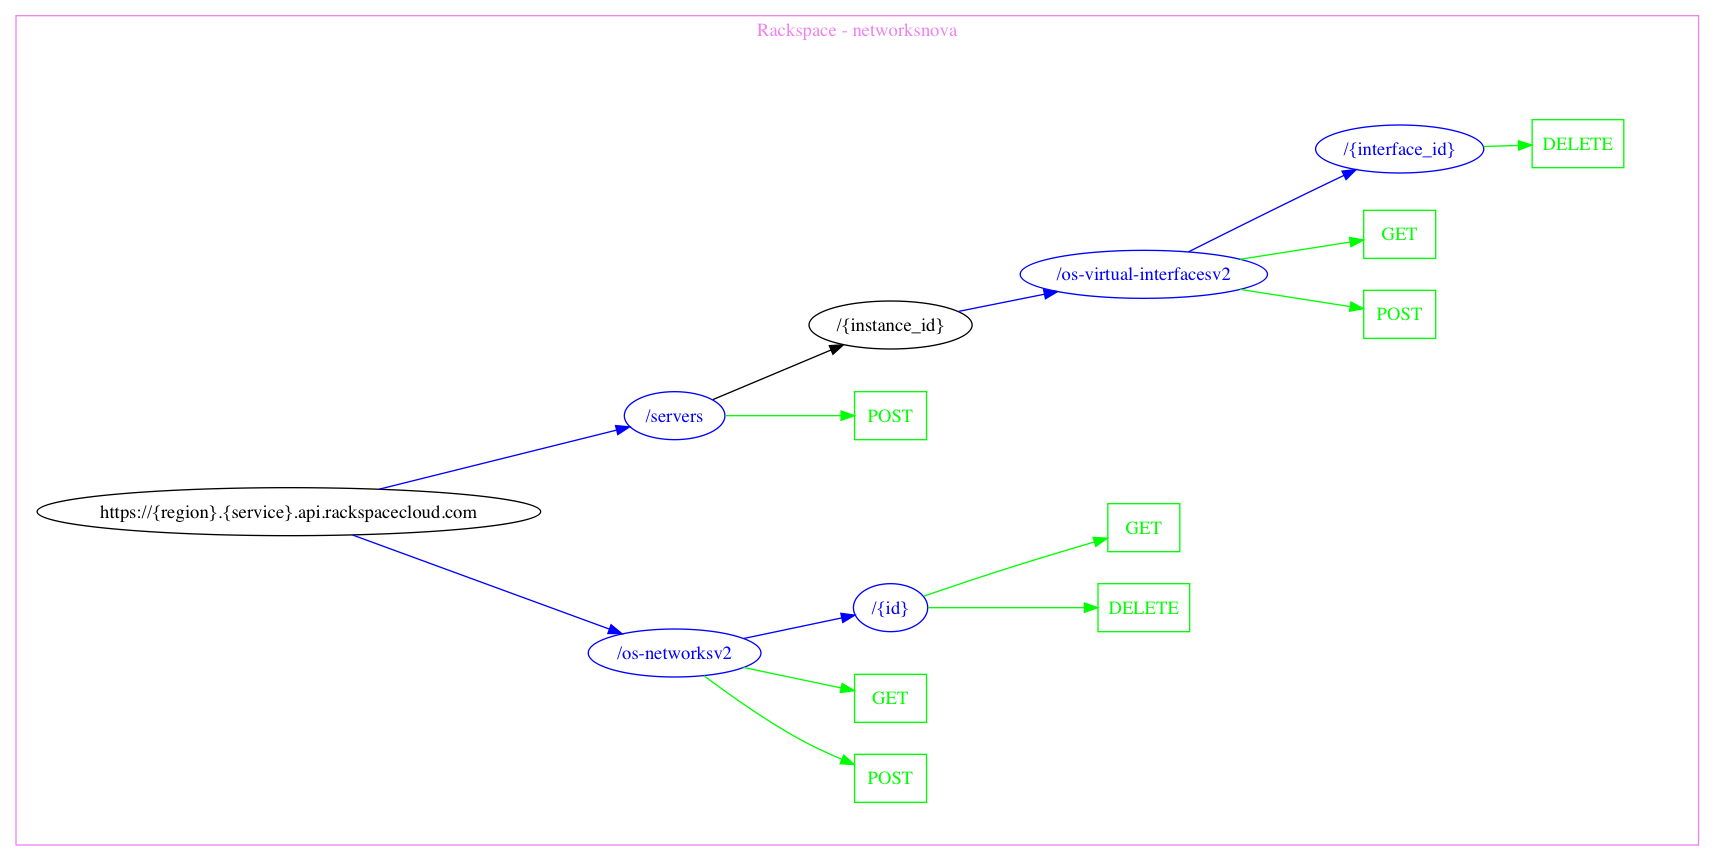 Rackspace - networksnova
/{interface_id}
DELETE
GET
/os-virtual-interfacesv2
POST
/{instance_id}
/servers
POST
https://{region}.{service}.api.rackspacecloud.com
GET
/{id}
DELETE
/os-networksv2
GET
POST